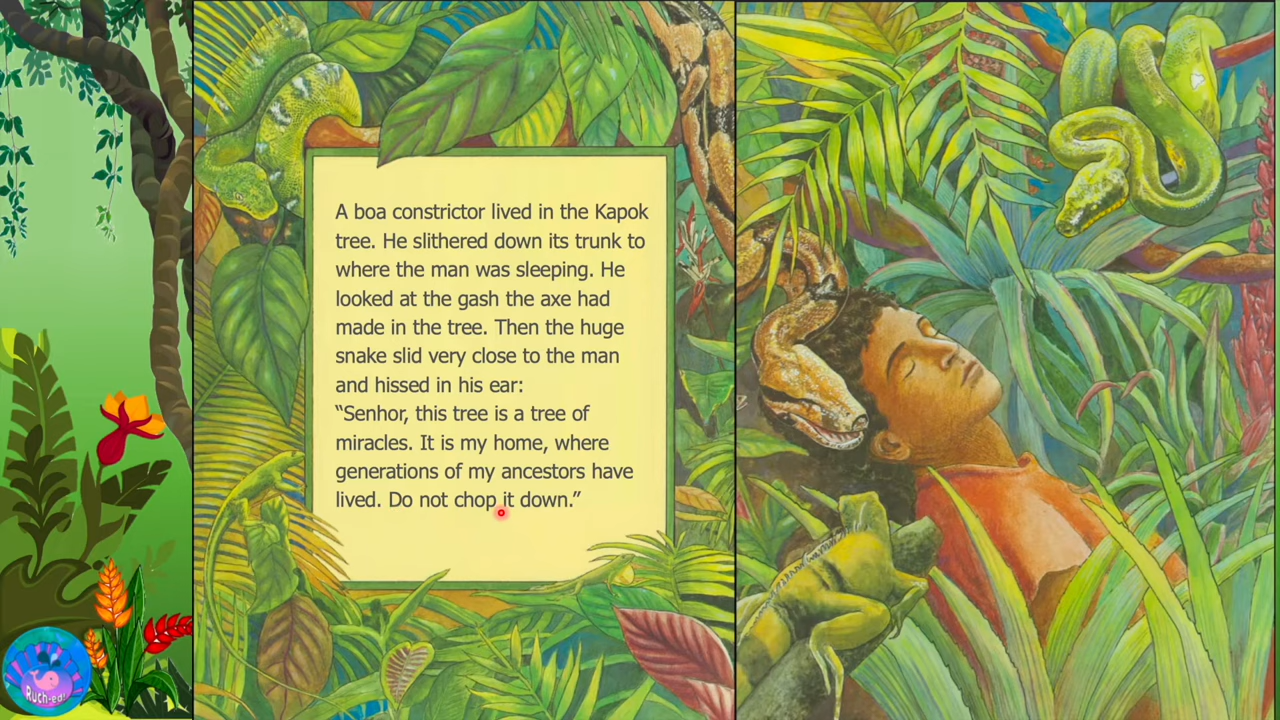 A boa constrictor lived in the Kapok
tree. He slithered down its trunk to
where the man was sleeping. He
looked at the gash the axe had
made in the tree. Then the huge
snake slid very close to the man
and hissed in his ear:
“Senhor, this tree is a tree of
miracles. It is my home, where
generations of my ancestors have
lived. Do not chop it down.”
Ruch-ed!